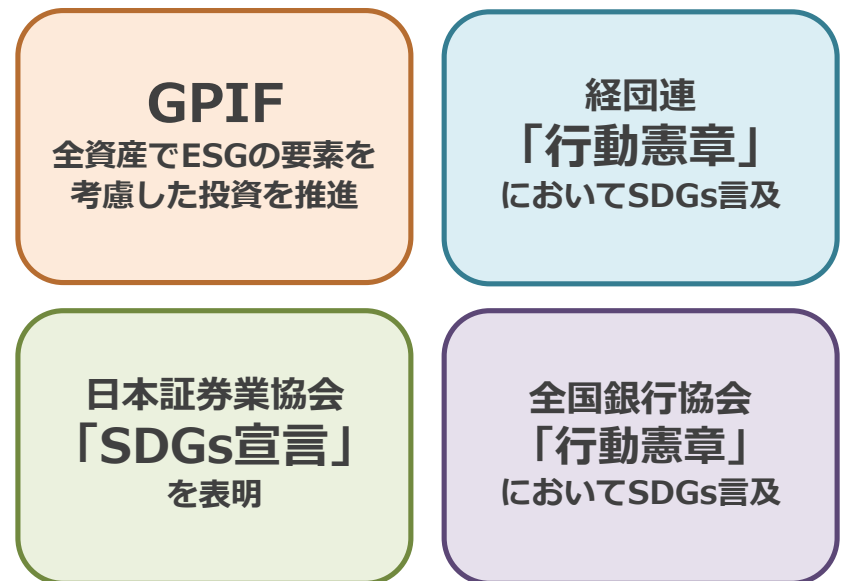 GPIF
全資産でESGの要素を
考慮した投資を推進
経団連
「行動憲章」
においてSDGs言及
日本証券業協会
「SDGs宣言」
を表明
全国銀行協会
「行動憲章」
においてSDGs言及